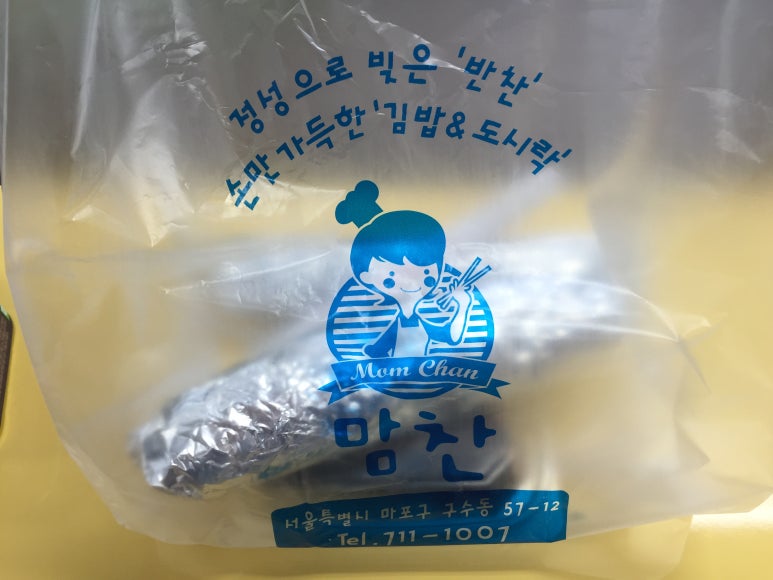 정성으로 빚은 '반찬'
손맛 가득한 '김밥&도시락'
Mom Chan
맘찬
서울특별시 마포구 구수동 57-12
Tel.711-1007